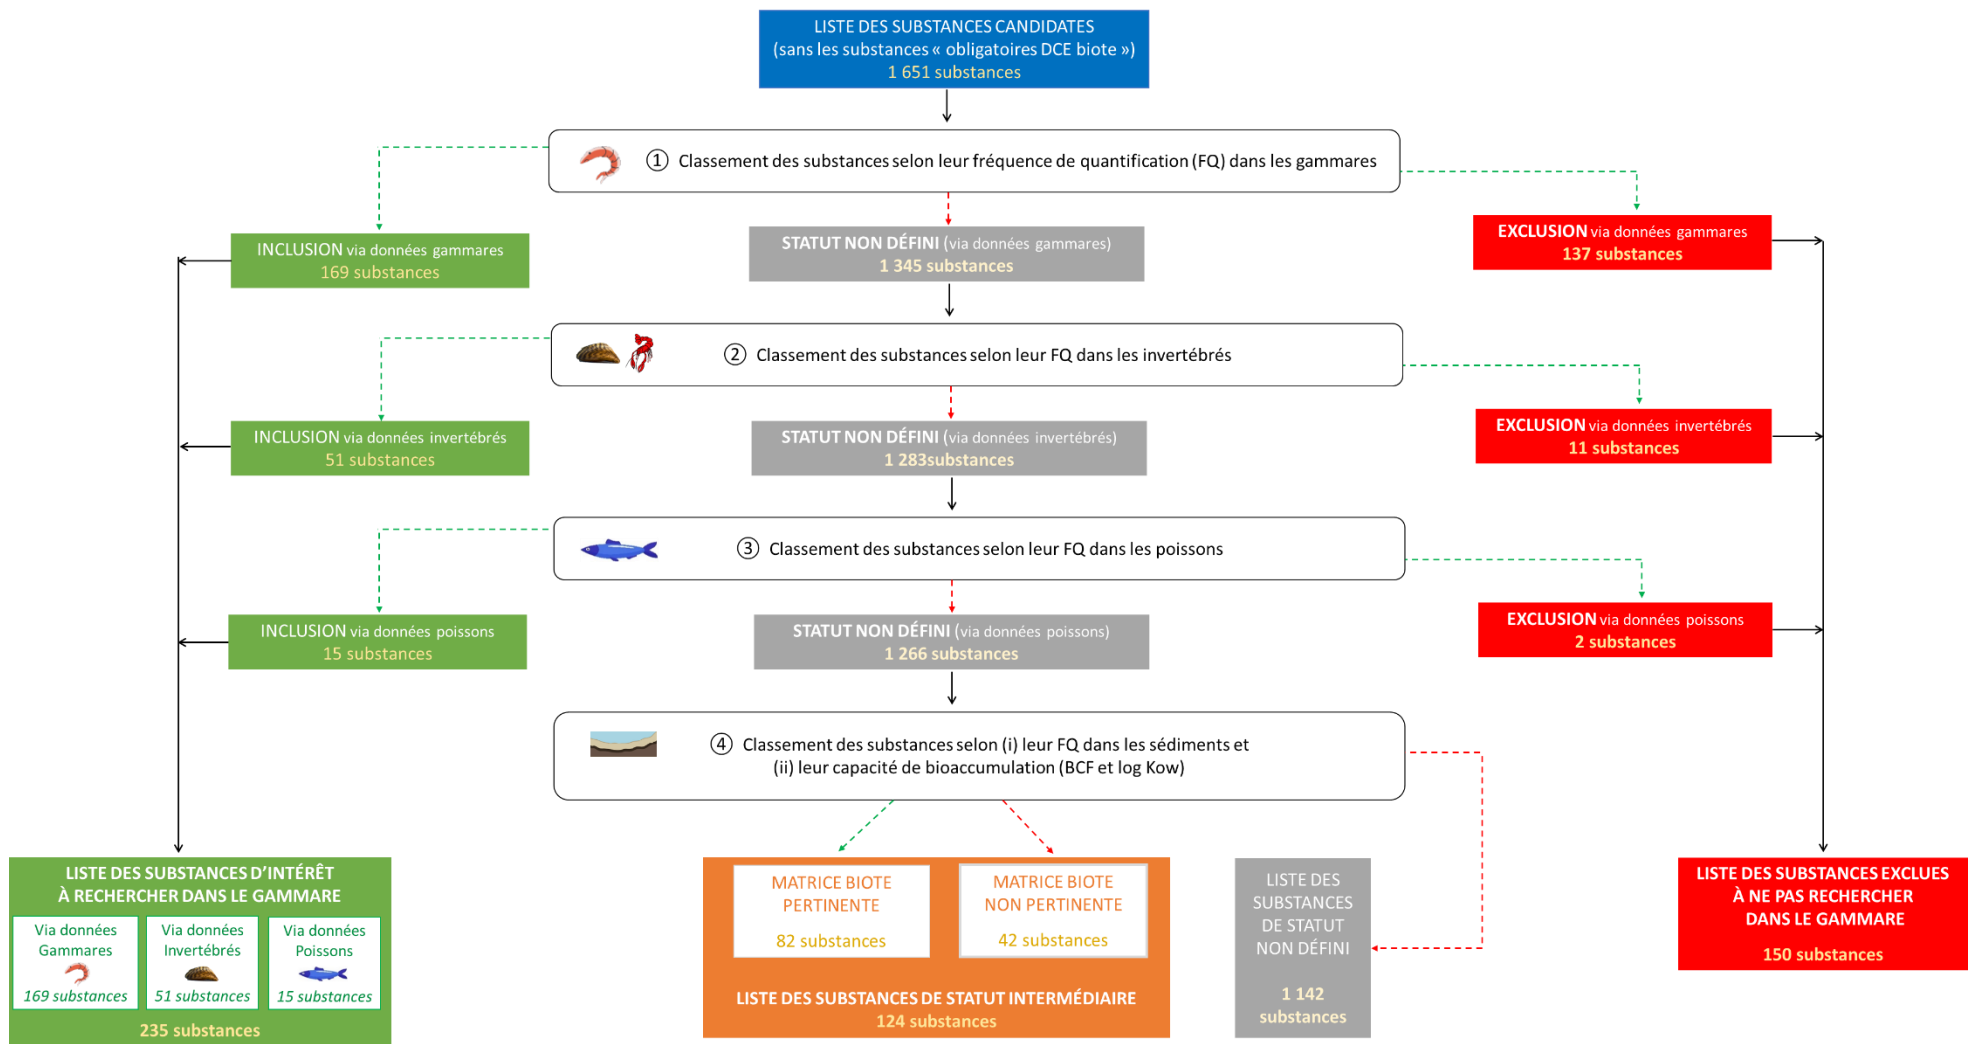 LISTE DES SUBSTANCES CANDIDATES
(sans les substances « obligatoires DCE biote »)
1 651 substances
① Classement des substances selon leur fréquence de quantification (FQ) dans les gammares
INCLUSION via données gammares
169 substances
STATUT NON DÉFINI (via données gammares)
1 345 substances
EXCLUSION via données gammares
137 substances
② Classement des substances selon leur FQ dans les invertébrés
INCLUSION via données invertébrés
51 substances
STATUT NON DÉFINI (via données invertébrés)
1 283substances
EXCLUSION via données invertébrés
11 substances
③ Classement des substances selon leur FQ dans les poissons
INCLUSION via données poissons
15 substances
STATUT NON DÉFINI (via données poissons)
1 266 substances
EXCLUSION via données poissons
2 substances
④ Classement des substances selon (i) leur FQ dans les sédiments et
(ii) leur capacité de bioaccumulation (BCF et log Kow)
LISTE DES SUBSTANCES D'INTÉRÊT
À RECHERCHER DANS LE GAMMARE
Via données
Gammares
169 substances
Via données
Invertébrés
51 substances
Via données
Poissons
15 substances
235 substances
MATRICE BIOTE
PERTINENTE
82 substances
MATRICE BIOTE
NON PERTINENTE
42 substances
LISTE DES SUBSTANCES DE STATUT INTERMÉDIAIRE
124 substances
LISTE DES
SUBSTANCES
DE STATUT
NON DÉFINI
1 142
substances
LISTE DES SUBSTANCES EXCLUES
À NE PAS RECHERCHER
DANS LE GAMMARE
150 substances